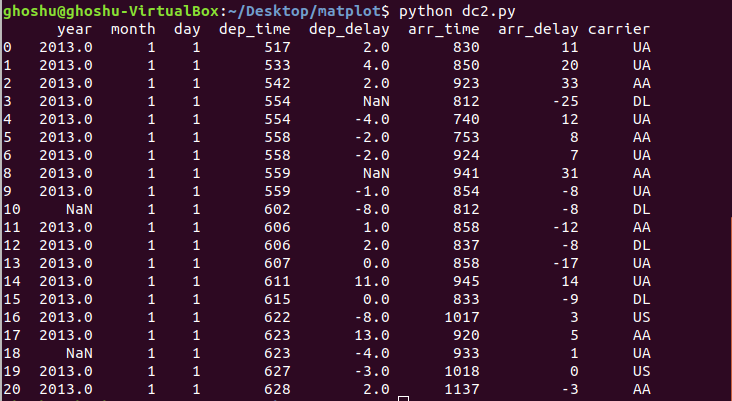 ghoshu@ghoshu-VirtualBox:~/Desktop/matplot$ python dc2.py
year month day dep_time dep_delay arr_time arr_delay carrier
0 2013.0 1 1 517 2.0 830 11 UA
1 2013.0 1 1 533 4.0 850 20 UA
2 2013.0 1 1 542 2.0 923 33 AA
3 2013.0 1 1 554 NaN 812 -25 DL
4 2013.0 1 1 554 -4.0 740 12 UA
5 2013.0 1 1 558 -2.0 753 8 AA
6 2013.0 1 1 558 -2.0 924 7 UA
8 2013.0 1 1 559 NaN 941 31 AA
9 2013.0 1 1 559 -1.0 854 -8 UA
10 NaN 1 1 602 -8.0 812 -8 DL
11 2013.0 1 1 606 1.0 858 -12 AA
12 2013.0 1 1 606 2.0 837 -8 DL
13 2013.0 1 1 607 0.0 858 -17 UA
14 2013.0 1 1 611 11.0 945 14 UA
15 2013.0 1 1 615 0.0 833 -9 DL
16 2013.0 1 1 622 -8.0 1017 3 US
17 2013.0 1 1 623 13.0 920 5 AA
18 NaN 1 1 623 -4.0 933 1 UA
19 2013.0 1 1 627 -3.0 1018 0 US
20 2013.0 1 1 628 2.0 1137 -3 AA